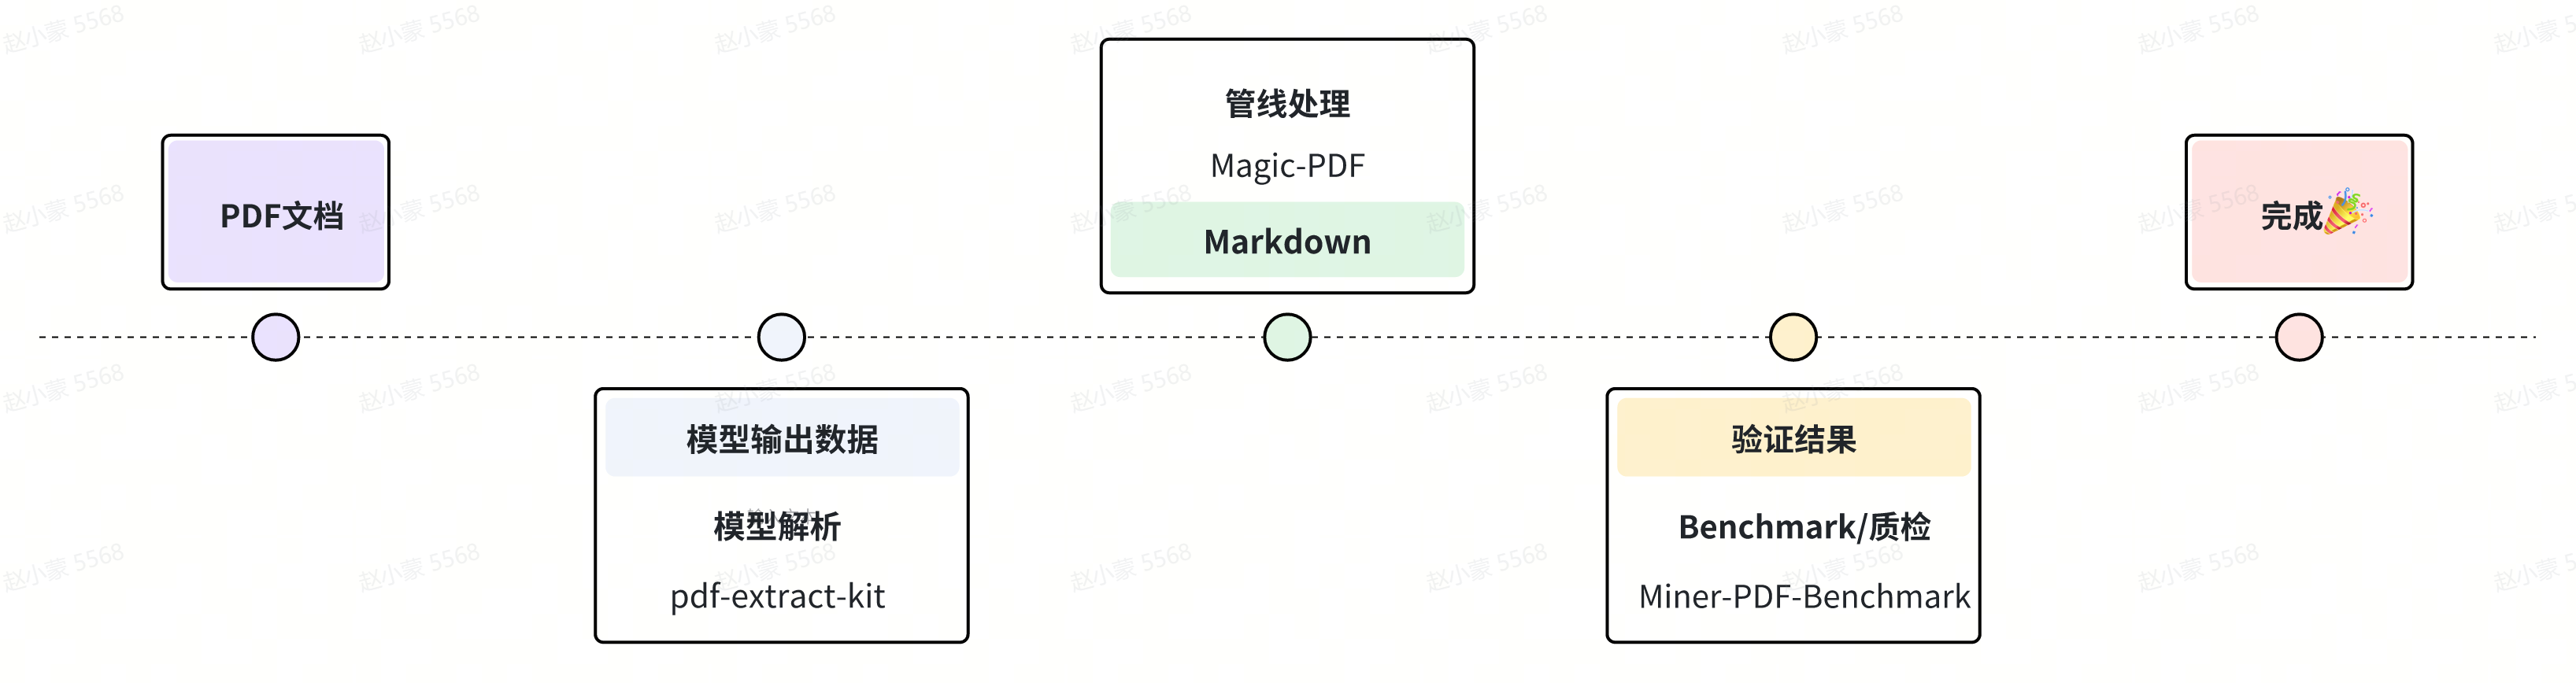 PDF文档
模型输出数据
模型解析
pdf-extract-kit
管线处理
Magic-PDF
Markdown
验证结果
Benchmark/质检
Miner-PDF-Benchmark
完成🎉
赵小蒙 5568